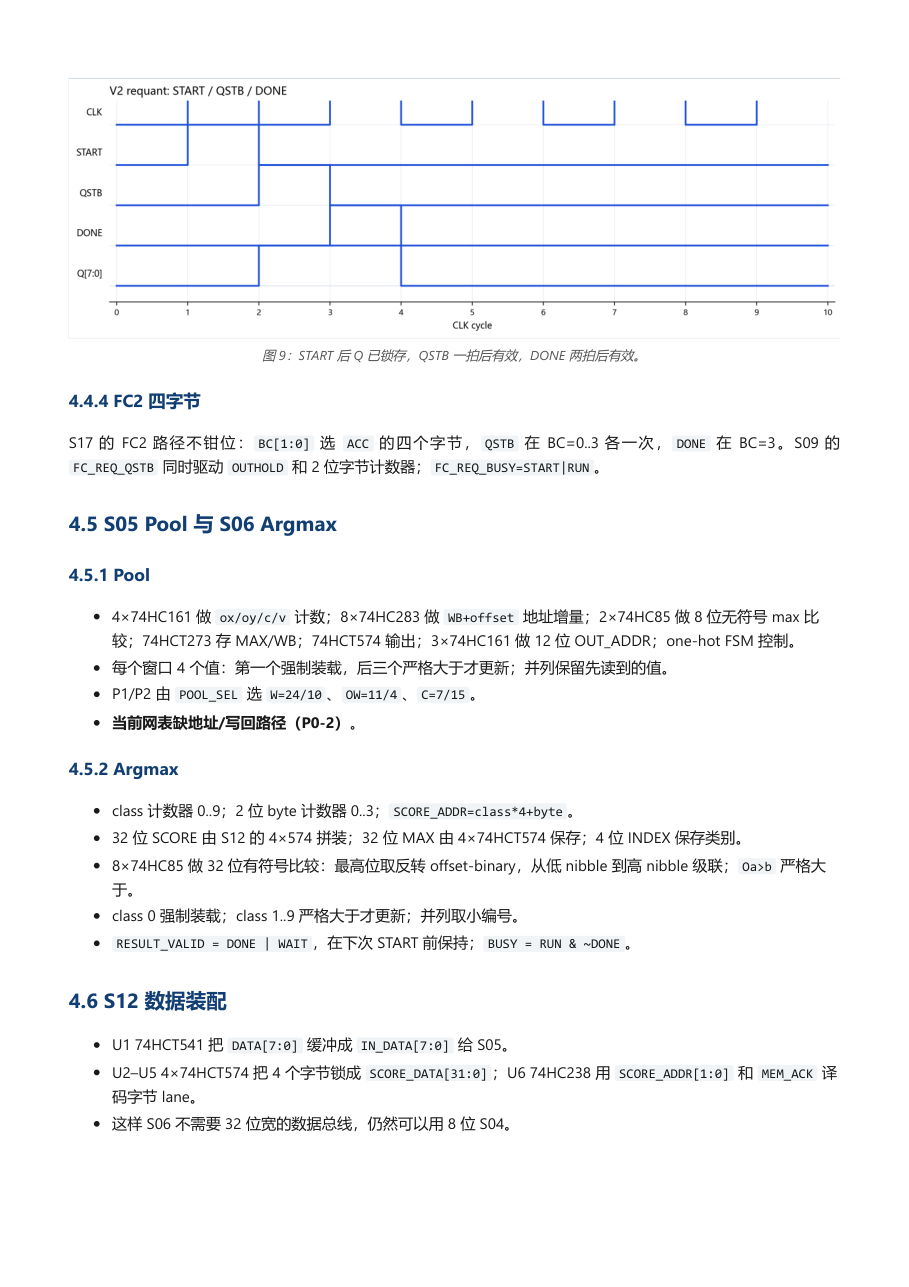 V2 requant: START / QSTB / DONE
CLK
START
QSTB
DONE
Q[7:0]
0 1 2 3 4 5 6 7 8 9 10
CLK cycle
图 9：START 后 Q 已锁存，QSTB 一拍后有效，DONE 两拍后有效。
4.4.4 FC2 四字节
S17 的 FC2 路径不钳位：BC[1:0] 选 ACC 的四个字节，QSTB 在 BC=0..3 各一次，DONE 在 BC=3。S09 的
FC_REQ_QSTB 同时驱动 OUTHOLD 和 2 位字节计数器；FC_REQ_BUSY=START|RUN。
4.5 S05 Pool 与 S06 Argmax
4.5.1 Pool
• 4×74HC161 做 ox/oy/c/v 计数；8×74HC283 做 WB+offset 地址增量；2×74HC85 做 8 位无符号 max 比
较；74HCT273 存 MAX/WB；74HCT574 输出；3×74HC161 做 12 位 OUT_ADDR；one-hot FSM 控制。
• 每个窗口 4 个值：第一个强制装载，后三个严格大于才更新；并列保留先读到的值。
• P1/P2 由 POOL_SEL 选 W=24/10、OW=11/4、C=7/15。
• 当前网表缺地址/写回路径（P0-2）。
4.5.2 Argmax
• class 计数器 0..9；2 位 byte 计数器 0..3；SCORE_ADDR=class*4+byte。
• 32 位 SCORE 由 S12 的 4×574 拼装；32 位 MAX 由 4×74HCT574 保存；4 位 INDEX 保存类别。
• 8×74HC85 做 32 位有符号比较：最高位取反转 offset-binary，从低 nibble 到高 nibble 级联；Oa>b 严格大
于。
• class 0 强制装载；class 1..9 严格大于才更新；并列取小编号。
• RESULT_VALID = DONE | WAIT，在下次 START 前保持；BUSY = RUN & ~DONE。
4.6 S12 数据装配
• U1 74HCT541 把 DATA[7:0] 缓冲成 IN_DATA[7:0] 给 S05。
• U2–U5 4×74HCT574 把 4 个字节锁成 SCORE_DATA[31:0]；U6 74HC238 用 SCORE_ADDR[1:0] 和 MEM_ACK 译
码字节 lane。
• 这样 S06 不需要 32 位宽的数据总线，仍然可以用 8 位 S04。